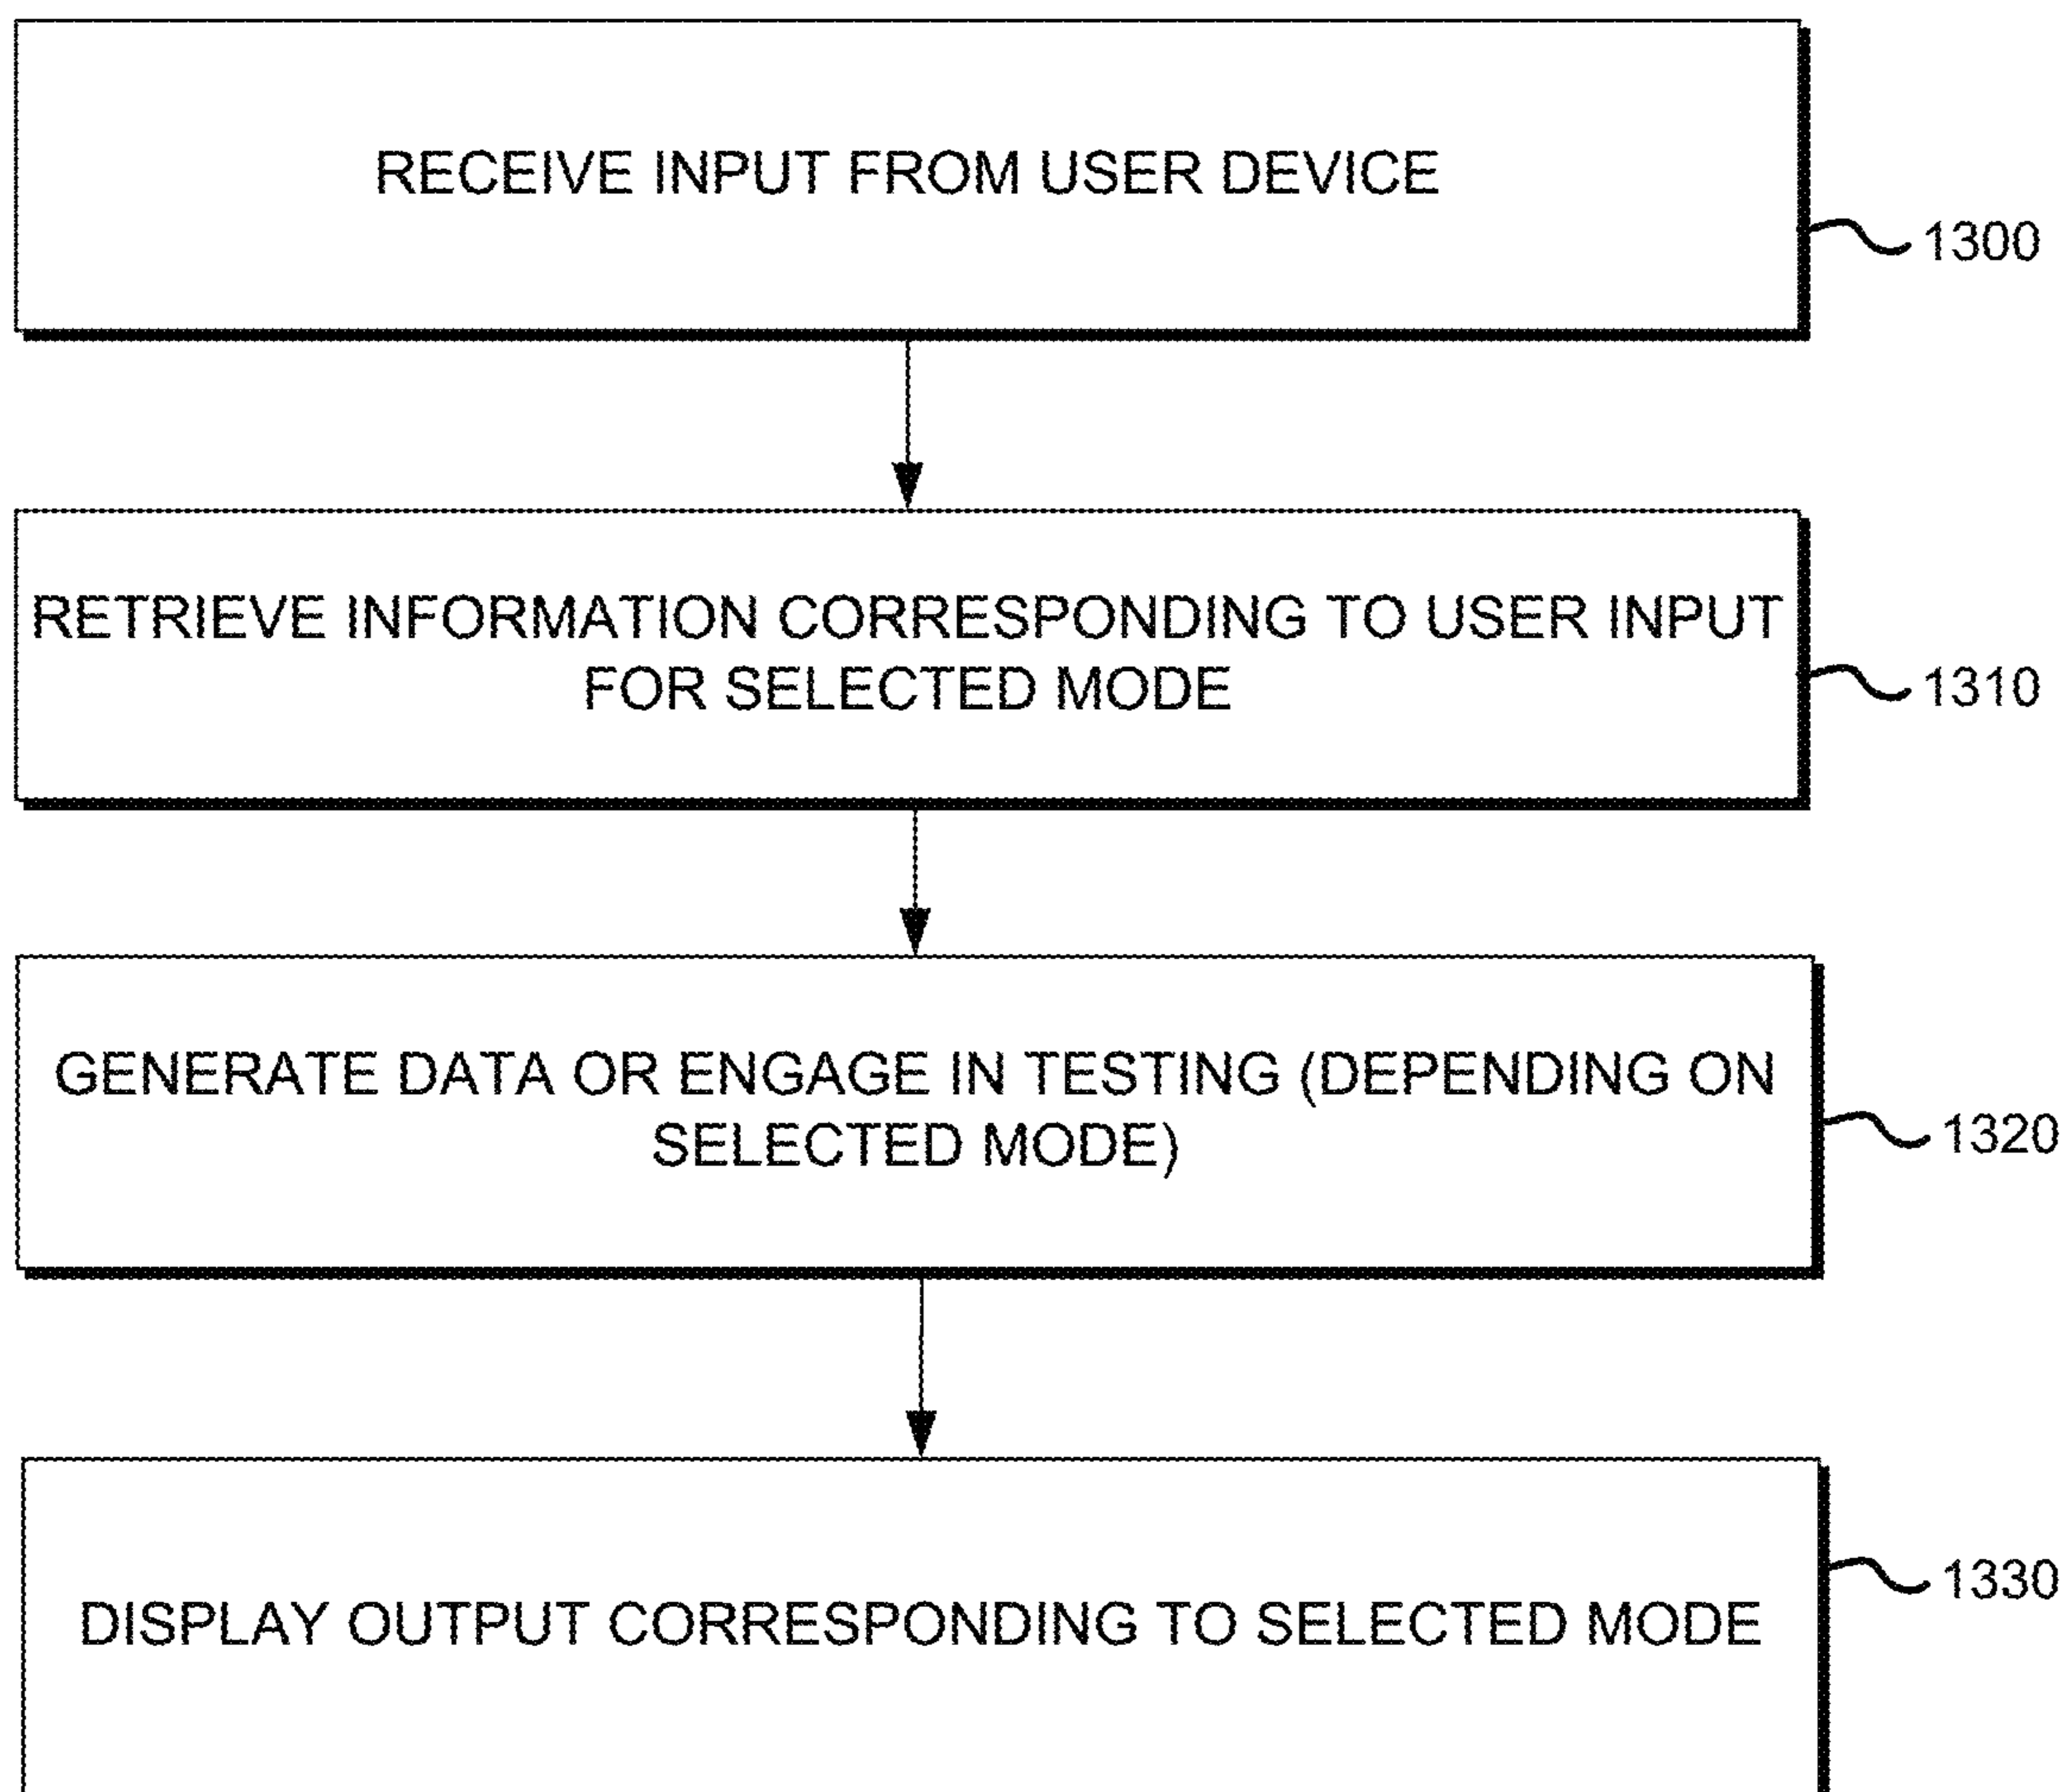 RECEIVE INPUT FROM USER DEVICE
1300
RETRIEVE INFORMATION CORRESPONDING TO USER INPUT
FOR SELECTED MODE
1310
GENERATE DATA OR ENGAGE IN TESTING (DEPENDING ON
SELECTED MODE)
1320
DISPLAY OUTPUT CORRESPONDING TO SELECTED MODE
1330